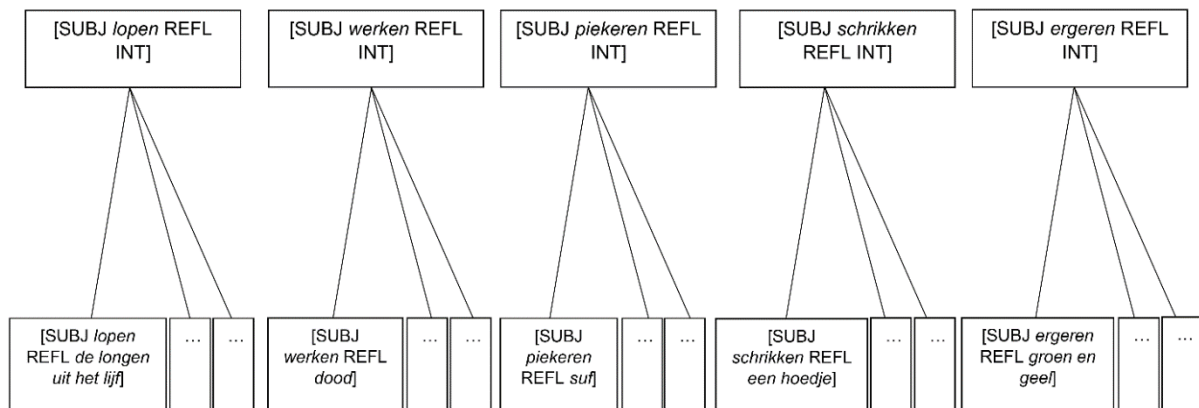 [SUBJ lopen REFL
INT]
[SUBJ werken REFL
INT]
[SUBJ piekeren REFL
INT]
[SUBJ schrikken
REFL INT]
[SUBJ ergeren REFL
INT]
[SUBJ lopen
REFL de longen
uit het lijf]
…
…
[SUBJ
werken REFL
dood]
…
…
[SUBJ
piekeren
REFL suf]
…
…
[SUBJ
schrikken REFL
een hoedje]
…
…
[SUBJ ergeren
REFL groen en
geel]
…
…